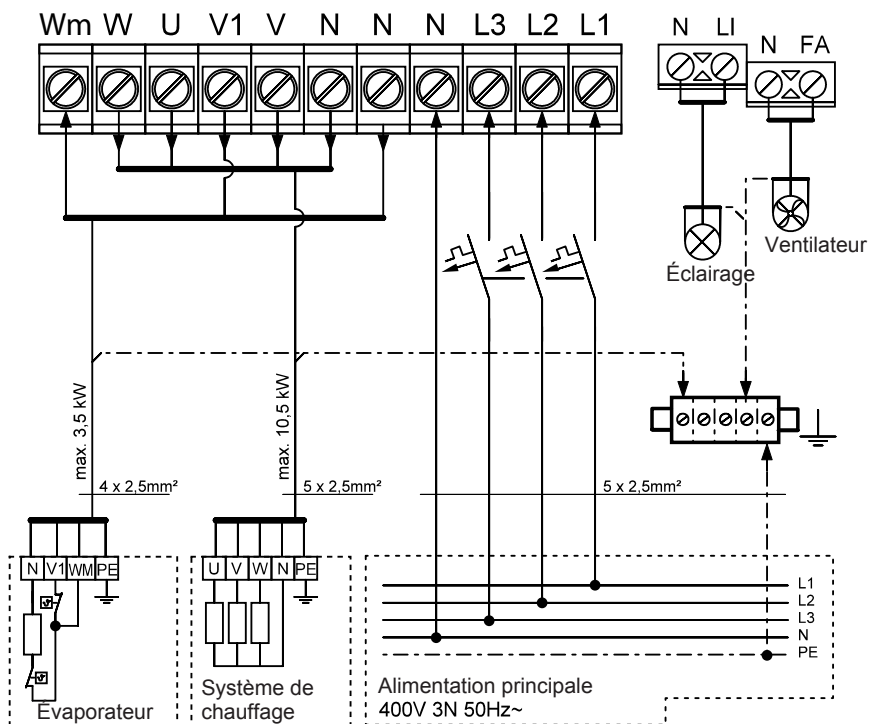 Wm W U V1 V N N N L3 L2 L1
N LI
N FA
Éclairage
Ventilateur
max. 3,5 kW
max. 10,5 kW
4 x 2,5mm²
5 x 2,5mm²
5 x 2,5mm²
N V1 WM PE
U V W N PE
L1
L2
L3
N
PE
Évaporateur
Système de
chauffage
Alimentation principale
400V 3N 50Hz~